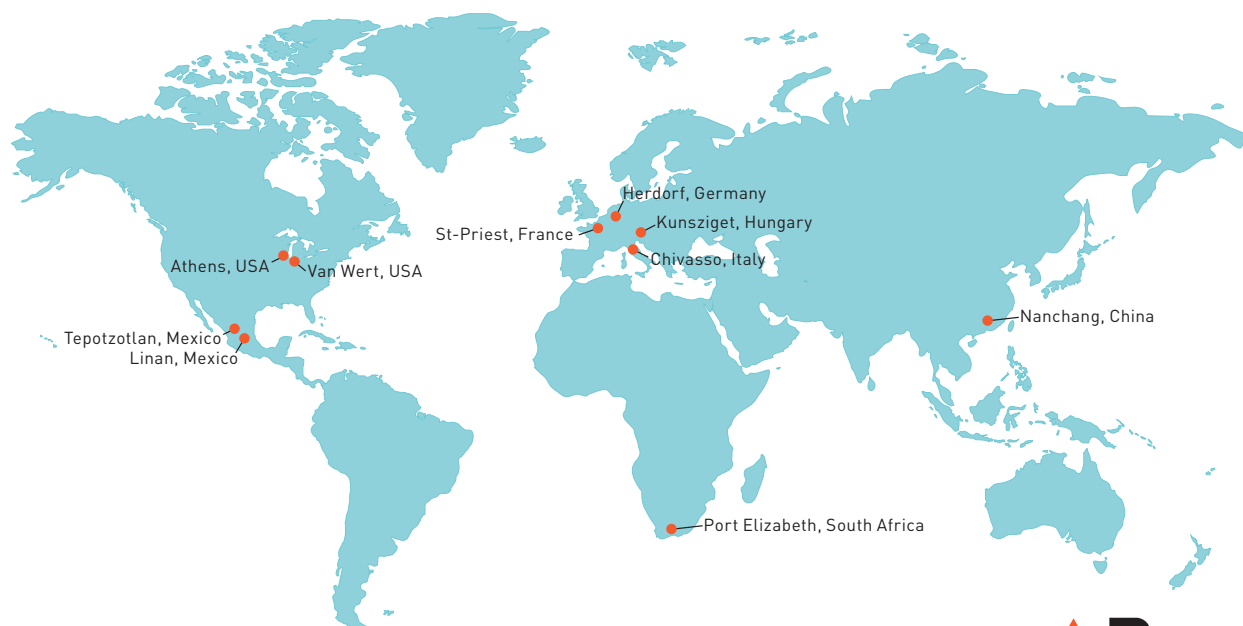 Herdorf, Germany
Kunsziget, Hungary
St-Priest, France
Chivasso, Italy
Athens, USA
Van Wert, USA
Nanchang, China
Tepotzotlan, Mexico
Linan, Mexico
Port Elizabeth, South Africa